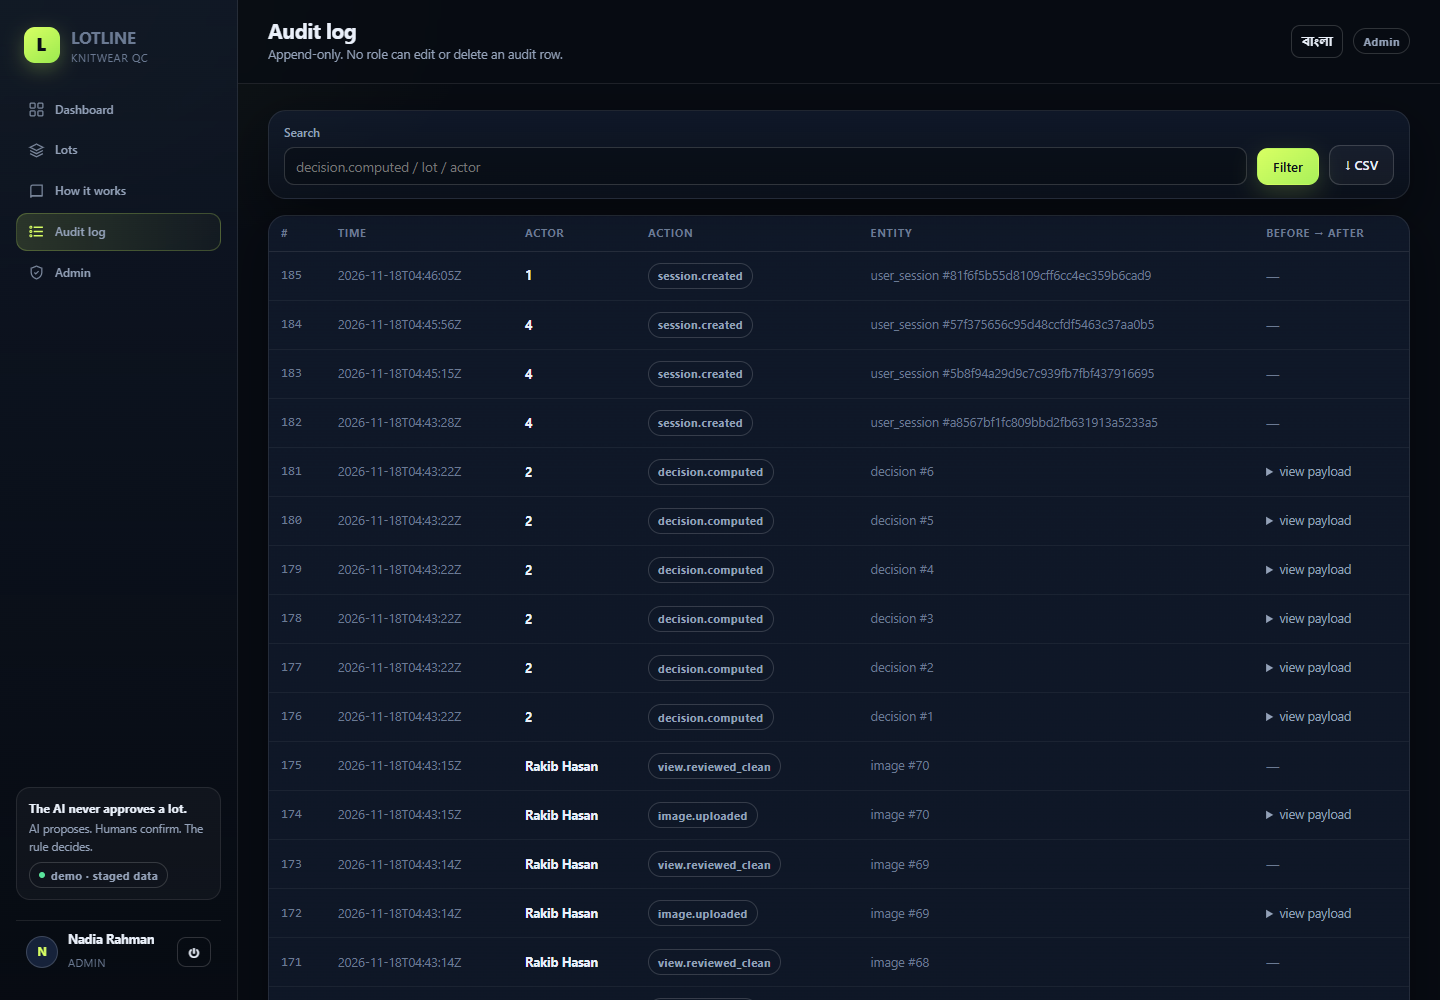 L
LOTLINE
KNITWEAR QC
Dashboard
Lots
How it works
Audit log
Admin
The AI never approves a lot.
AI proposes. Humans confirm. The
rule decides.
demo · staged data
N
Nadia Rahman
ADMIN
Audit log
Append-only. No role can edit or delete an audit row.
বাংলা
Admin
Search
decision.computed / lot / actor
Filter
↓ CSV
# TIME ACTOR ACTION ENTITY BEFORE → AFTER
185 2026-11-18T04:46:05Z 1 session.created user_session #81f6f5b55d8109cff6cc4ec359b6cad9 —
184 2026-11-18T04:45:56Z 4 session.created user_session #57f375656c95d48ccfdf5463c37aa0b5 —
183 2026-11-18T04:45:15Z 4 session.created user_session #5b8f94a29d9c7c939fb7fbf437916695 —
182 2026-11-18T04:43:28Z 4 session.created user_session #a8567bf1fc809bbd2fb631913a5233a5 —
181 2026-11-18T04:43:22Z 2 decision.computed decision #6 ▶ view payload
180 2026-11-18T04:43:22Z 2 decision.computed decision #5 ▶ view payload
179 2026-11-18T04:43:22Z 2 decision.computed decision #4 ▶ view payload
178 2026-11-18T04:43:22Z 2 decision.computed decision #3 ▶ view payload
177 2026-11-18T04:43:22Z 2 decision.computed decision #2 ▶ view payload
176 2026-11-18T04:43:22Z 2 decision.computed decision #1 ▶ view payload
175 2026-11-18T04:43:15Z Rakib Hasan view.reviewed_clean image #70 —
174 2026-11-18T04:43:15Z Rakib Hasan image.uploaded image #70 ▶ view payload
173 2026-11-18T04:43:14Z Rakib Hasan view.reviewed_clean image #69 —
172 2026-11-18T04:43:14Z Rakib Hasan image.uploaded image #69 ▶ view payload
171 2026-11-18T04:43:14Z Rakib Hasan view.reviewed_clean image #68 —